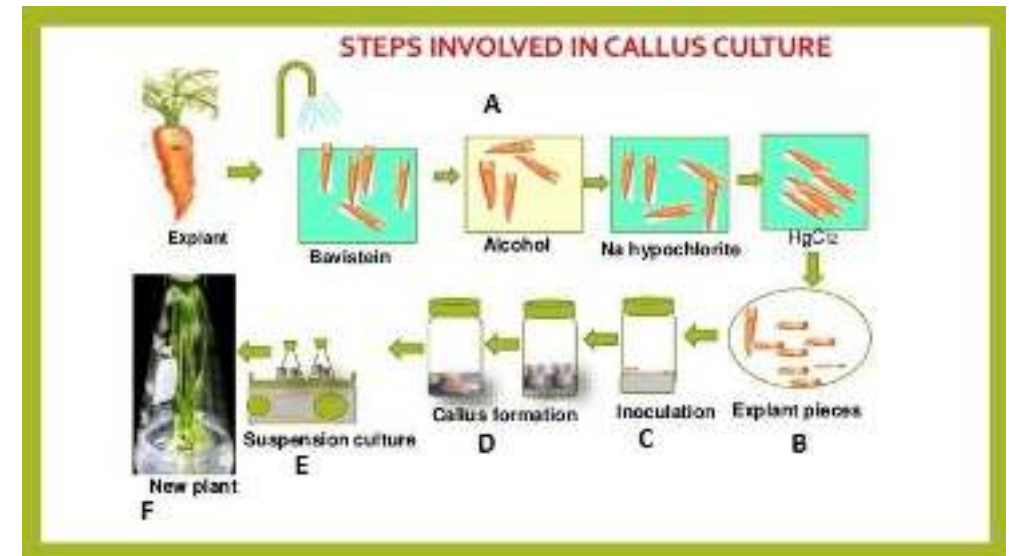 STEPS INVOLVED IN CALLUS CULTURE
A
Explant
Bavistein
Alcohol
Na hypochlorite
HgCl2
New plant
F
Suspension culture
E
Callus formation
D
Inoculation
C
Explant pieces
B